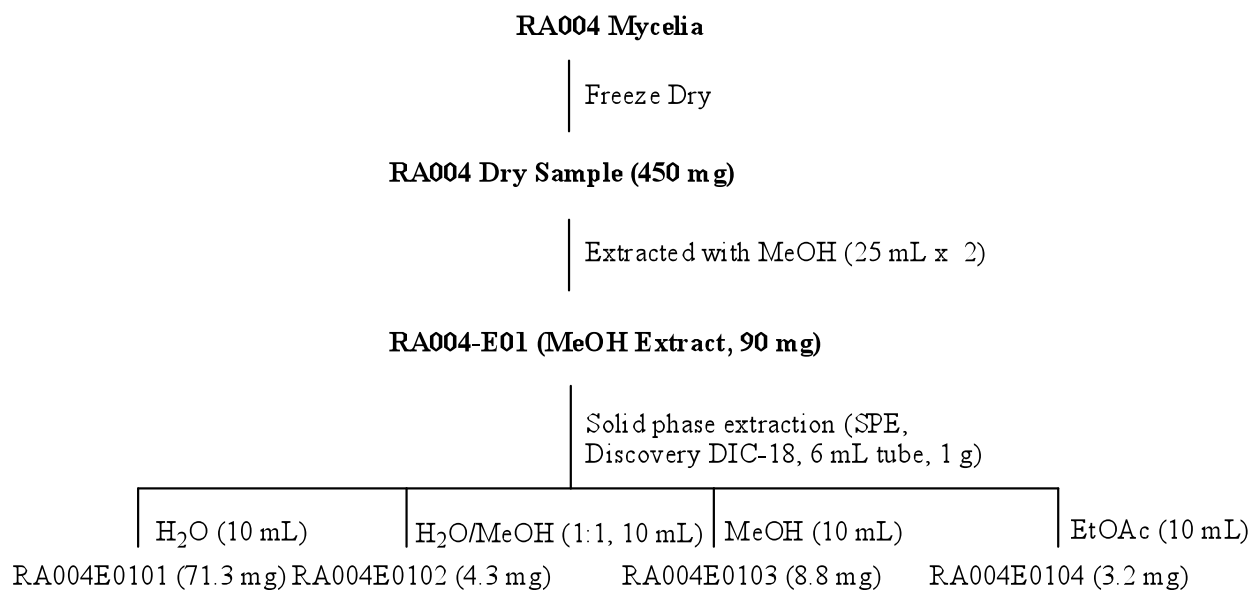 RA004 Mycelia
Freeze Dry
RA004 Dry Sample (450 mg)
Extracted with MeOH (25 mL x 2)
RA004-E01 (MeOH Extract, 90 mg)
Solid phase extraction (SPE,
Discovery DIC-18, 6 mL tube, 1 g)
H₂O (10 mL)
H₂O/MeOH (1:1, 10 mL)
MeOH (10 mL)
EtOAc (10 mL)
RA004E0101 (71.3 mg)
RA004E0102 (4.3 mg)
RA004E0103 (8.8 mg)
RA004E0104 (3.2 mg)